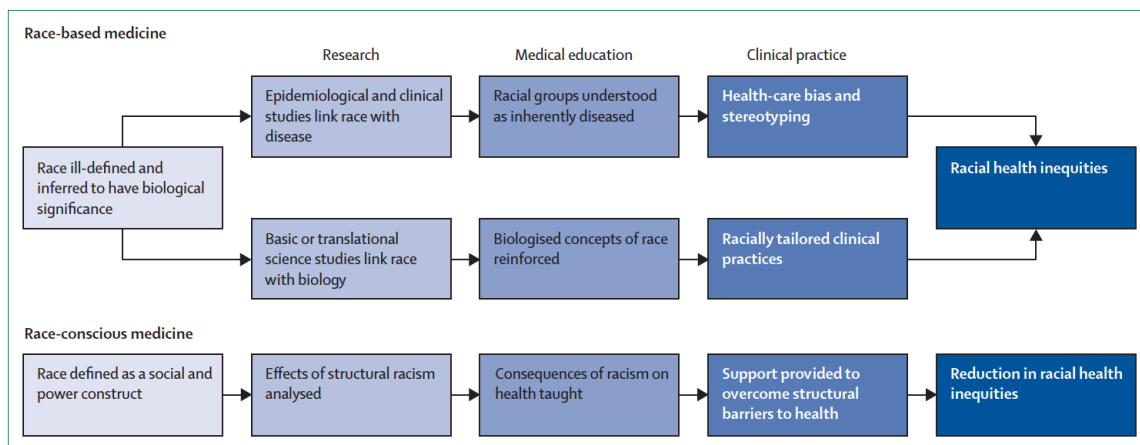 Race-based medicine
Research
Medical education
Clinical practice
Race ill-defined and
inferred to have biological
significance
Epidemiological and clinical
studies link race with
disease
Racial groups understood
as inherently diseased
Health-care bias and
stereotyping
Basic or translational
science studies link race
with biology
Biologised concepts of race
reinforced
Racially tailored clinical
practices
Racial health inequities
Race-conscious medicine
Race defined as a social and
power construct
Effects of structural racism
analysed
Consequences of racism on
health taught
Support provided to
overcome structural
barriers to health
Reduction in racial health
inequities